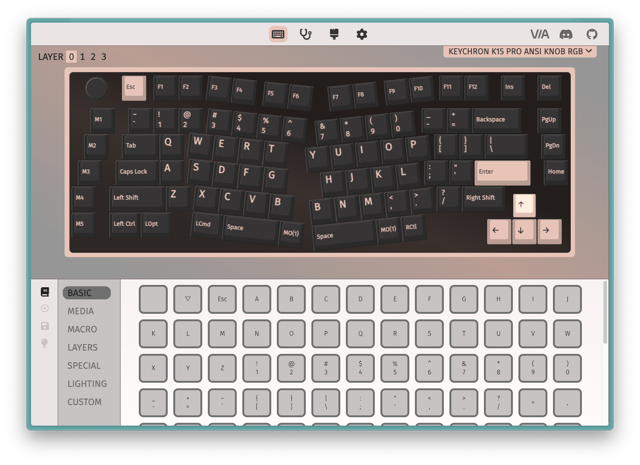 VIA
LAYER 0 1 2 3
KEYCHRON K15 PRO ANSI KNOB RGB
Esc F1 F2 F3 F4 F5 F6 F7 F8 F9 F10 F11 F12 Ins Del
M1 ~ ` ! 1 @ 2 # 3 $ 4 % 5 ^ 6 & 7 * 8 ( 9 ) 0 _ - + = Backspace PgUp
M2 Tab Q W E R T Y U I O P { [ } ] | \ PgDn
M3 Caps Lock A S D F G H J K L : ; " ' Enter Home
M4 Left Shift Z X C V B B N M < , > . ? / Right Shift ↑
M5 Left Ctrl LOpt LCmd Space MO(1) Space MO(1) RCtl ← ↓ →
BASIC
MEDIA
MACRO
LAYERS
SPECIAL
LIGHTING
CUSTOM
▽ Esc A B C D E F G H I J
K L M N O P Q R S T U V W
X Y Z ! 1 @ 2 # 3 $ 4 % 5 ^ 6 & 7 * 8 ( 9 ) 0